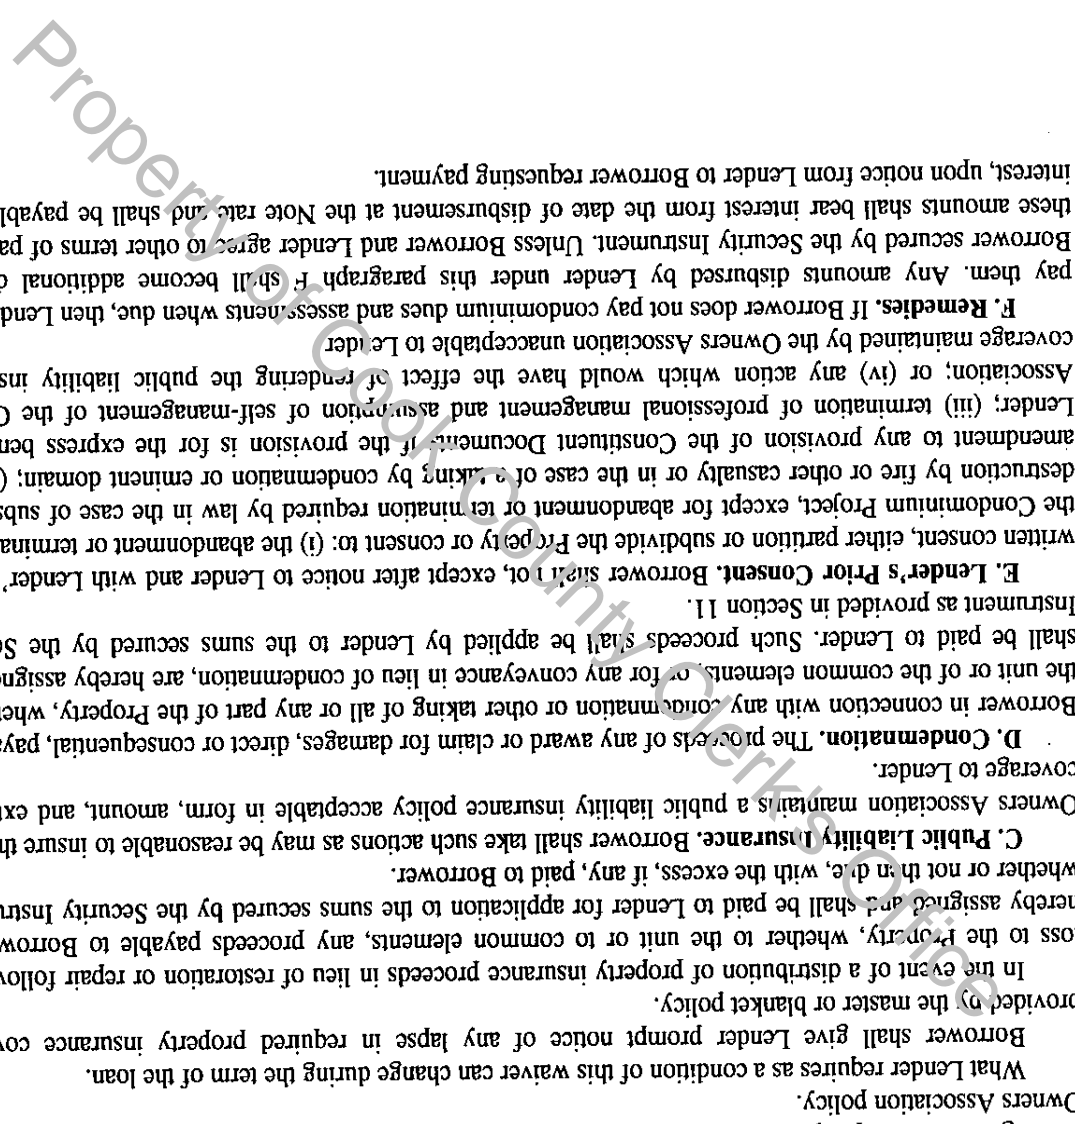 Owners Association policy.
What Lender requires as a condition of this waiver can change during the term of the loan.
Borrower shall give Lender prompt notice of any lapse in required property insurance cov
provided by the master or blanket policy.
In the event of a distribution of property insurance proceeds in lieu of restoration or repair follov
oss to the Property, whether to the unit or to common elements, any proceeds payable to Borrow
hereby assigned and shall be paid to Lender for application to the sums secured by the Security Instru
whether or not then due, with the excess, if any, paid to Borrower.
C. Public Liability Insurance. Borrower shall take such actions as may be reasonable to insure th
Owners Association maintains a public liability insurance policy acceptable in form, amount, and ext
coverage to Lender.
D. Condemnation. The proceeds of any award or claim for damages, direct or consequential, paya
Borrower in connection with any condemnation or other taking of all or any part of the Property, whe
the unit or of the common elements, or for any conveyance in lieu of condemnation, are hereby assign
shall be paid to Lender. Such proceeds shall be applied by Lender to the sums secured by the Se
Instrument as provided in Section 11.
E. Lender's Prior Consent. Borrower shall not, except after notice to Lender and with Lender'
written consent, either partition or subdivide the Property or consent to: (i) the abandonment or termina
the Condominium Project, except for abandonment or termination required by law in the case of subs
destruction by fire or other casualty or in the case of a taking by condemnation or eminent domain; (
amendment to any provision of the Constituent Documents if the provision is for the express ben
Lender; (iii) termination of professional management and assumption of self-management of the O
Association; or (iv) any action which would have the effect of rendering the public liability ins
coverage maintained by the Owners Association unacceptable to Lender
F. Remedies. If Borrower does not pay condominium dues and assessments when due, then Lend
pay them. Any amounts disbursed by Lender under this paragraph F shall become additional d
Borrower secured by the Security Instrument. Unless Borrower and Lender agree to other terms of pa
these amounts shall bear interest from the date of disbursement at the Note rate and shall be payabl
interest, upon notice from Lender to Borrower requesting payment.
Property of Cook County Clerk's Office